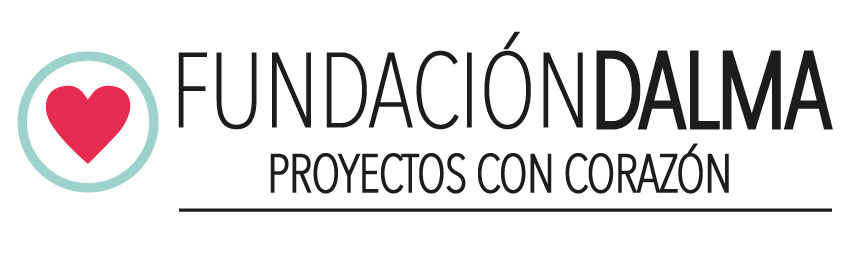 FUNDACIÓNDALMA
PROYECTOS CON CORAZÓN